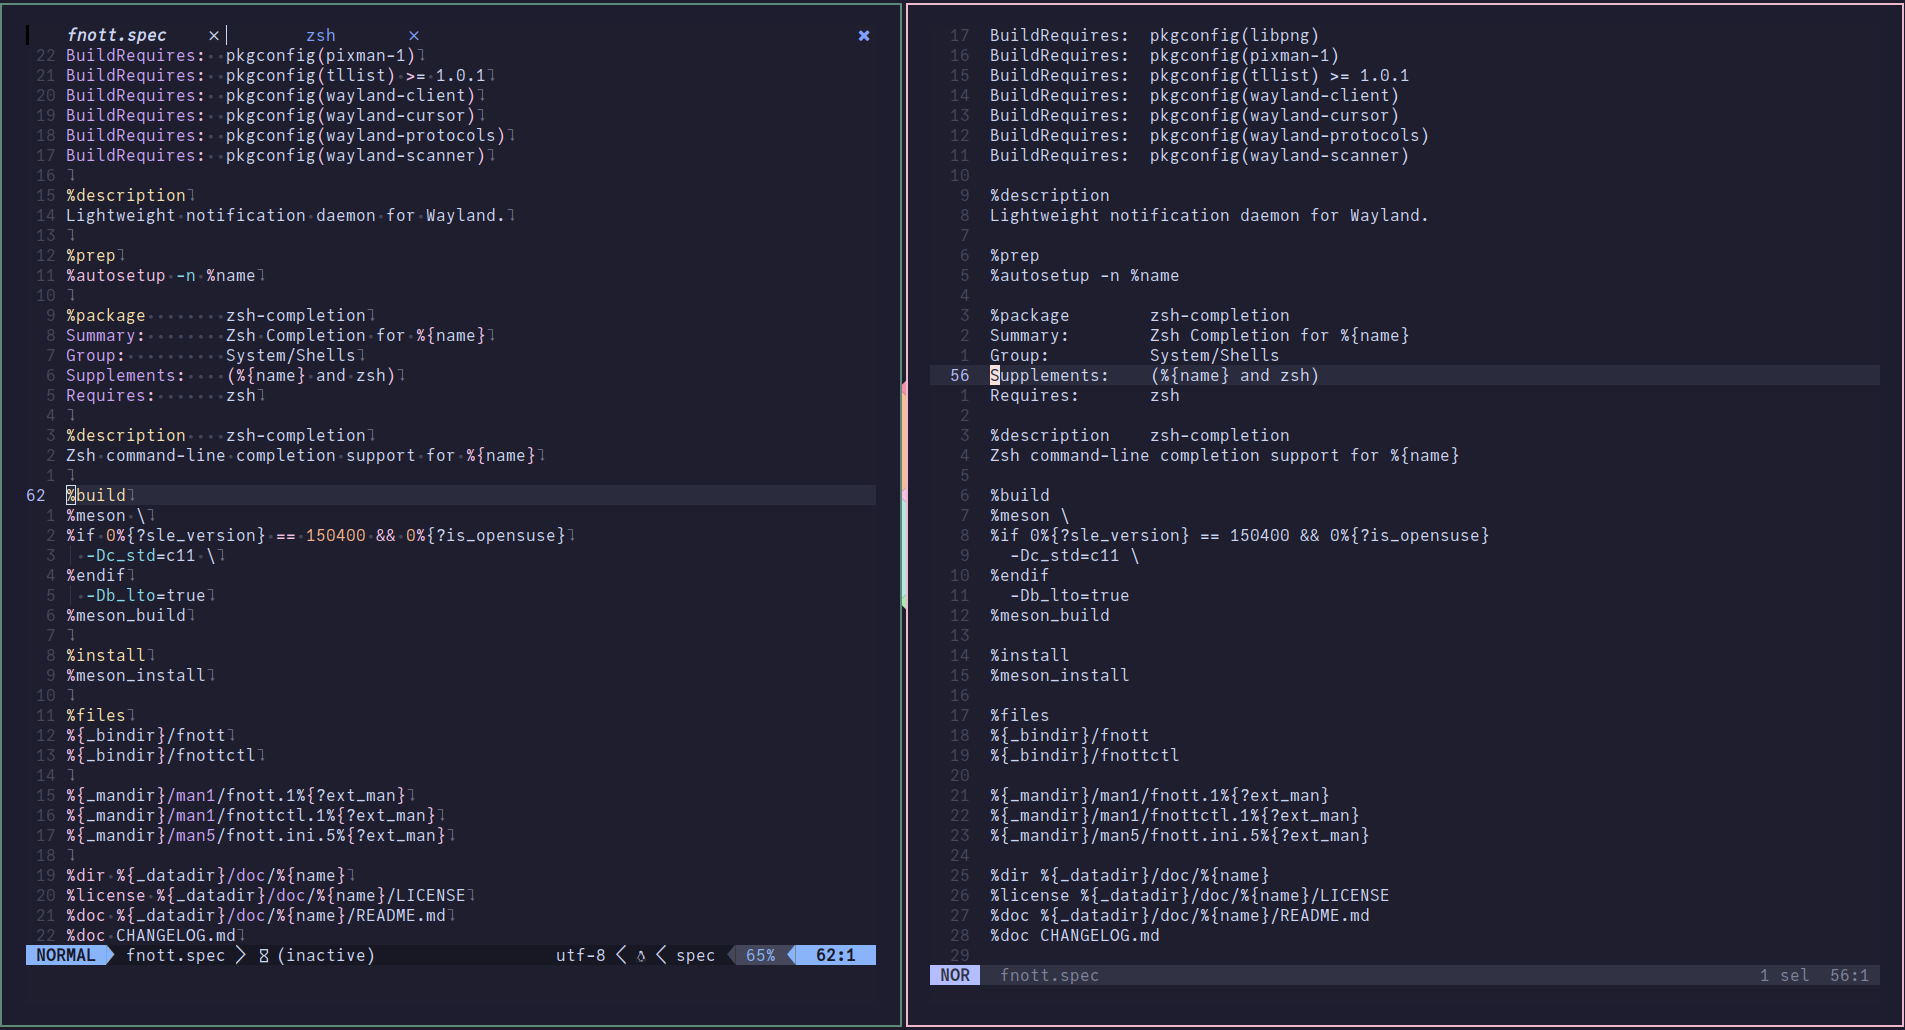 fnott.spec × zsh × ✖
22 BuildRequires: pkgconfig(pixman-1)
21 BuildRequires: pkgconfig(tllist) >= 1.0.1
20 BuildRequires: pkgconfig(wayland-client)
19 BuildRequires: pkgconfig(wayland-cursor)
18 BuildRequires: pkgconfig(wayland-protocols)
17 BuildRequires: pkgconfig(wayland-scanner)
16
15 %description
14 Lightweight notification daemon for Wayland.
13
12 %prep
11 %autosetup -n %name
10
9 %package zsh-completion
8 Summary: Zsh Completion for %{name}
7 Group: System/Shells
6 Supplements: (%{name} and zsh)
5 Requires: zsh
4
3 %description zsh-completion
2 Zsh command-line completion support for %{name}
1
62 %build
1 %meson \
2 %if 0%{?sle_version} == 150400 && 0%{?is_opensuse}
3 -Dc_std=c11 \
4 %endif
5 -Db_lto=true
6 %meson_build
7
8 %install
9 %meson_install
10
11 %files
12 %{_bindir}/fnott
13 %{_bindir}/fnottctl
14
15 %{_mandir}/man1/fnott.1%{?ext_man}
16 %{_mandir}/man1/fnottctl.1%{?ext_man}
17 %{_mandir}/man5/fnott.ini.5%{?ext_man}
18
19 %dir %{_datadir}/doc/%{name}
20 %license %{_datadir}/doc/%{name}/LICENSE
21 %doc %{_datadir}/doc/%{name}/README.md
22 %doc CHANGELOG.md
NORMAL fnott.spec (inactive) utf-8 spec 65% 62:1
17 BuildRequires: pkgconfig(libpng)
16 BuildRequires: pkgconfig(pixman-1)
15 BuildRequires: pkgconfig(tllist) >= 1.0.1
14 BuildRequires: pkgconfig(wayland-client)
13 BuildRequires: pkgconfig(wayland-cursor)
12 BuildRequires: pkgconfig(wayland-protocols)
11 BuildRequires: pkgconfig(wayland-scanner)
10
9 %description
8 Lightweight notification daemon for Wayland.
7
6 %prep
5 %autosetup -n %name
4
3 %package zsh-completion
2 Summary: Zsh Completion for %{name}
1 Group: System/Shells
56 Supplements: (%{name} and zsh)
1 Requires: zsh
2
3 %description zsh-completion
4 Zsh command-line completion support for %{name}
5
6 %build
7 %meson \
8 %if 0%{?sle_version} == 150400 && 0%{?is_opensuse}
9 -Dc_std=c11 \
10 %endif
11 -Db_lto=true
12 %meson_build
13
14 %install
15 %meson_install
16
17 %files
18 %{_bindir}/fnott
19 %{_bindir}/fnottctl
20
21 %{_mandir}/man1/fnott.1%{?ext_man}
22 %{_mandir}/man1/fnottctl.1%{?ext_man}
23 %{_mandir}/man5/fnott.ini.5%{?ext_man}
24
25 %dir %{_datadir}/doc/%{name}
26 %license %{_datadir}/doc/%{name}/LICENSE
27 %doc %{_datadir}/doc/%{name}/README.md
28 %doc CHANGELOG.md
29
NOR fnott.spec 1 sel 56:1